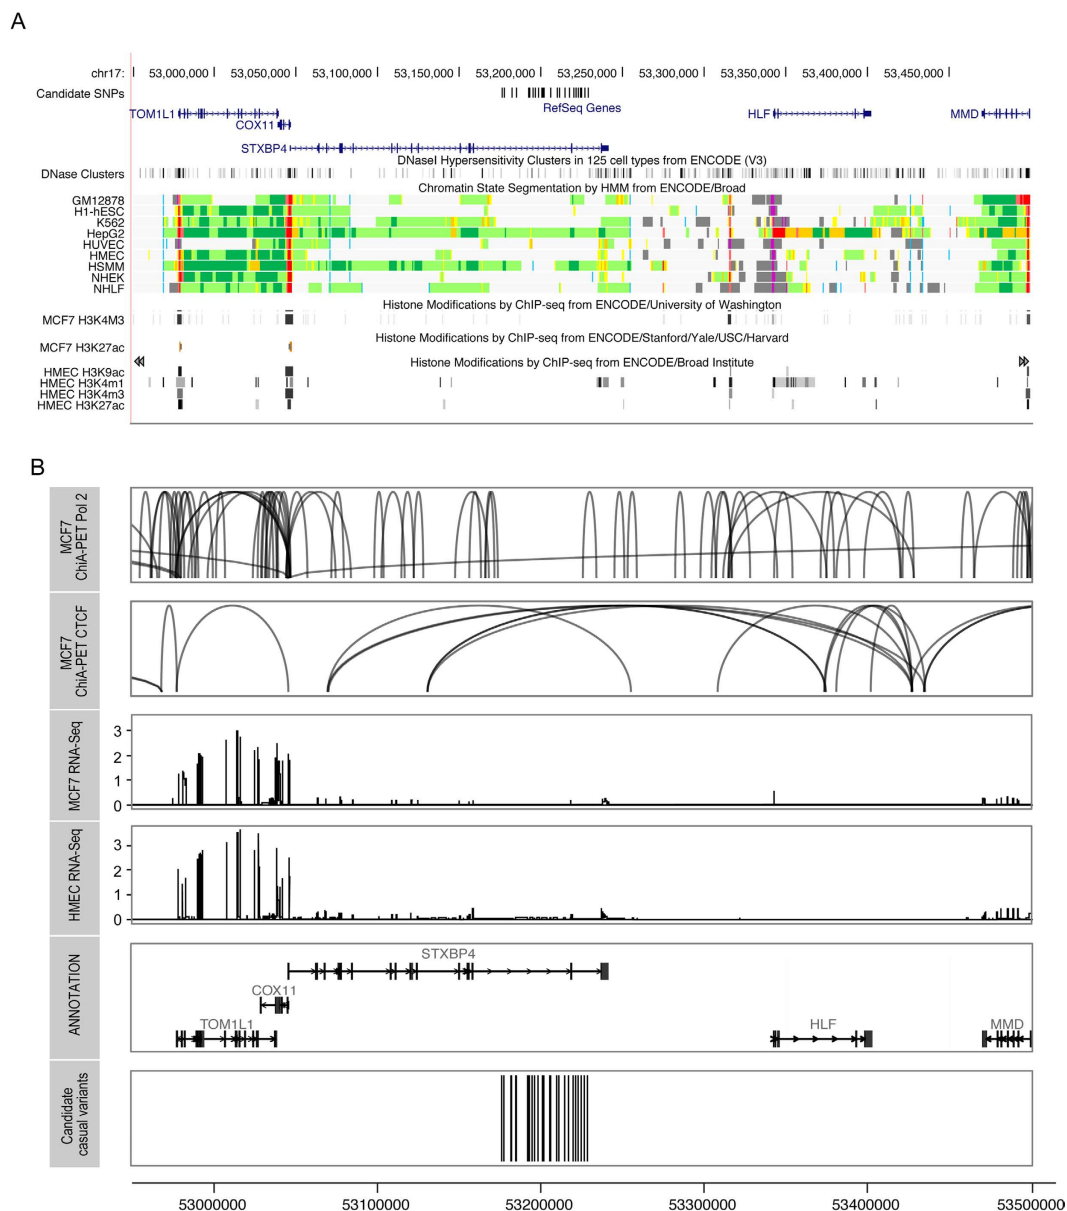 A
chr17: 53,000,000 53,050,000 53,100,000 53,150,000 53,200,000 53,250,000 53,300,000 53,350,000 53,400,000 53,450,000
Candidate SNPs
RefSeq Genes
TOM1L1 HLF MMD
COX11
STXBP4
DNaseI Hypersensitivity Clusters in 125 cell types from ENCODE (V3)
DNase Clusters
Chromatin State Segmentation by HMM from ENCODE/Broad
GM12878
H1-hESC
K562
HepG2
HUVEC
HMEC
HSMM
NHEK
NHLF
Histone Modifications by ChIP-seq from ENCODE/University of Washington
MCF7 H3K4M3
Histone Modifications by ChIP-seq from ENCODE/Stanford/Yale/USC/Harvard
MCF7 H3K27ac
Histone Modifications by ChIP-seq from ENCODE/Broad Institute
HMEC H3K9ac
HMEC H3K4m1
HMEC H3K4m3
HMEC H3K27ac
B
MCF7
ChiA-PET Pol 2
MCF7
ChiA-PET CTCF
MCF7 RNA-Seq
3
2
1
0
HMEC RNA-Seq
3
2
1
0
ANNOTATION
STXBP4
COX11
TOM1L1 HLF MMD
Candidate
casual variants
53000000 53100000 53200000 53300000 53400000 53500000